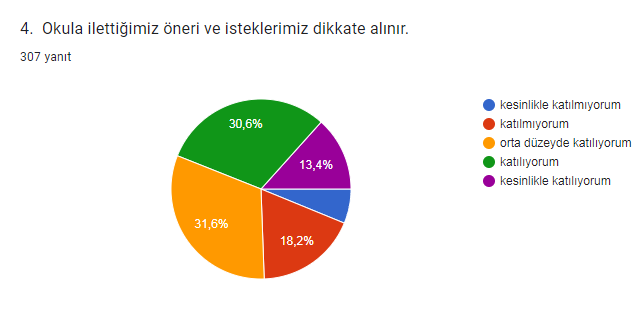 4. Okula ilettiğimiz öneri ve isteklerimiz dikkate alınır.
307 yanıt
kesinlikle katılmıyorum
katılmıyorum
orta düzeyde katılıyorum
katılıyorum
kesinlikle katılıyorum
30,6%
13,4%
31,6%
18,2%